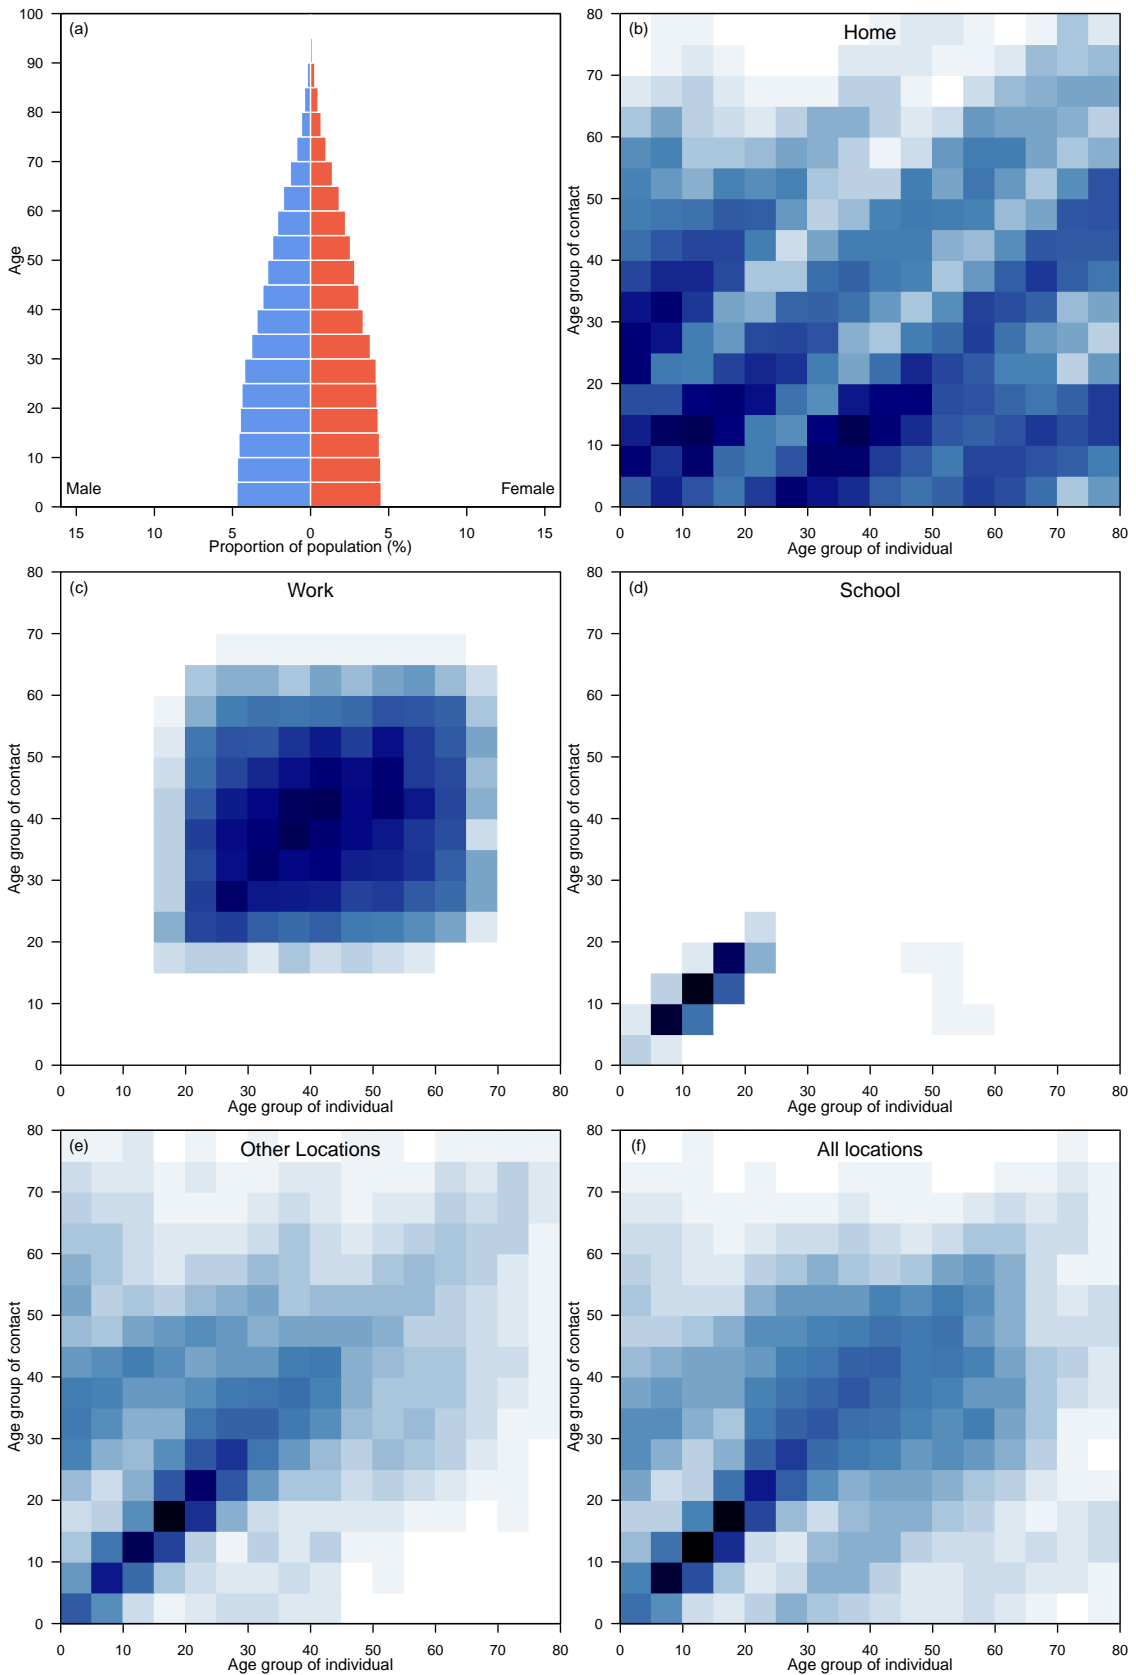 (a)
100
90
80
70
60
50
40
30
20
10
0
Age
Male
Female
15 10 5 0 5 10 15
Proportion of population (%)
(b)
Home
80
70
60
50
40
30
20
10
0
Age group of contact
0 10 20 30 40 50 60 70 80
Age group of individual
(c)
Work
80
70
60
50
40
30
20
10
0
Age group of contact
0 10 20 30 40 50 60 70 80
Age group of individual
(d)
School
80
70
60
50
40
30
20
10
0
Age group of contact
0 10 20 30 40 50 60 70 80
Age group of individual
(e)
Other Locations
80
70
60
50
40
30
20
10
0
Age group of contact
0 10 20 30 40 50 60 70 80
Age group of individual
(f)
All locations
80
70
60
50
40
30
20
10
0
Age group of contact
0 10 20 30 40 50 60 70 80
Age group of individual